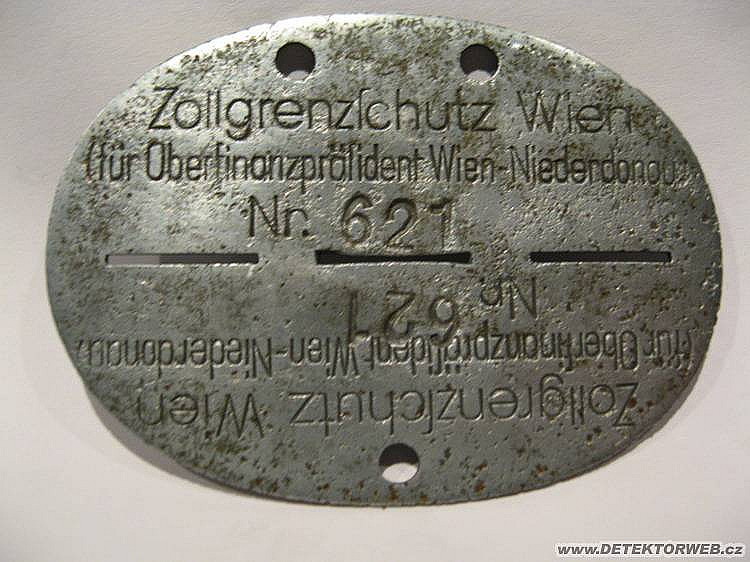 Zollgrenzſchutz Wien
(für Oberfinanzpräſident Wien-Niederdonau)
Nr. 621
Nr. 621
(für Oberfinanzpräſident Wien-Niederdonau)
Zollgrenzſchutz Wien
www.DETEKTORWEB.cz